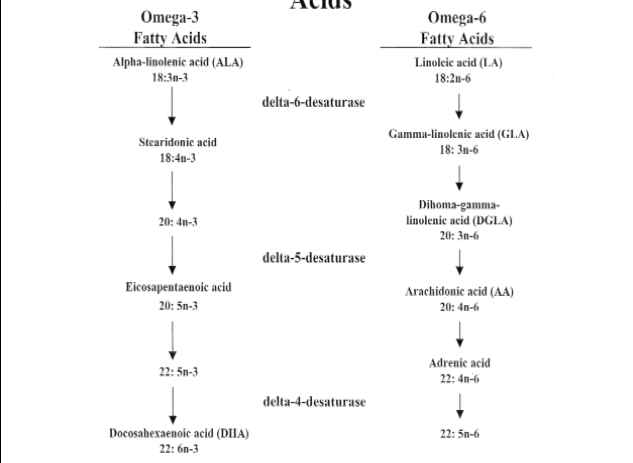 Acids
Omega-3
Fatty Acids
Omega-6
Fatty Acids
Alpha-linolenic acid (ALA)
18:3n-3
Linoleic acid (LA)
18:2n-6
delta-6-desaturase
Stearidonic acid
18:4n-3
Gamma-linolenic acid (GLA)
18: 3n-6
20: 4n-3
Dihoma-gamma-
linolenic acid (DGLA)
20: 3n-6
delta-5-desaturase
Eicosapentaenoic acid
20: 5n-3
Arachidonic acid (AA)
20: 4n-6
22: 5n-3
Adrenic acid
22: 4n-6
delta-4-desaturase
Docosahexaenoic acid (DHA)
22: 6n-3
22: 5n-6